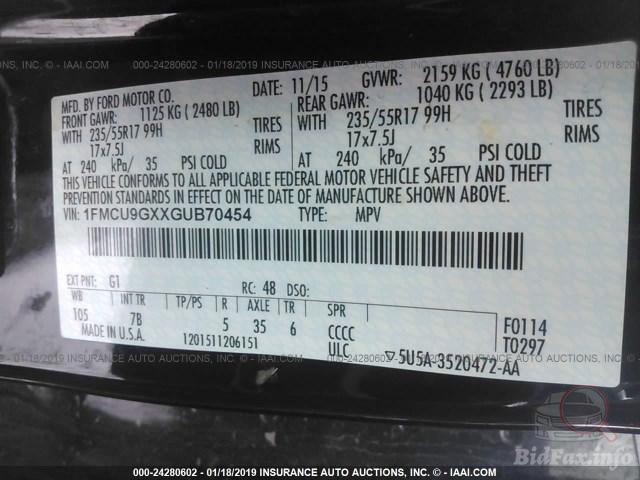 000-24280602 - 01/18/2019 INSURANCE AUTO AUCTIONS, INC. - © IAAI.COM
MFD. BY FORD MOTOR CO. DATE: 11/15 GVWR: 2159 KG ( 4760 LB)
FRONT GAWR: 1125 KG ( 2480 LB) REAR GAWR: 1040 KG ( 2293 LB)
WITH 235/55R17 99H TIRES WITH 235/55R17 99H TIRES
17x7.5J RIMS 17x7.5J RIMS
AT 240 kPa/ 35 PSI COLD AT 240 kPa/ 35 PSI COLD
THIS VEHICLE CONFORMS TO ALL APPLICABLE FEDERAL MOTOR VEHICLE SAFETY AND THEFT
PREVENTION STANDARDS IN EFFECT ON THE DATE OF MANUFACTURE SHOWN ABOVE.
VIN: 1FMCU9GXXGUB70454 TYPE: MPV
EXT PNT: G1 RC: 48 DSO:
WB INT TR TP/PS R AXLE TR SPR
105 7B 5 35 6 CCCC F0114
MADE IN U.S.A. 1201511206151 ULC T0297
5U5A-3520472-AA
BidFax.info
000-24280602 - 01/18/2019 INSURANCE AUTO AUCTIONS, INC. - © IAAI.COM